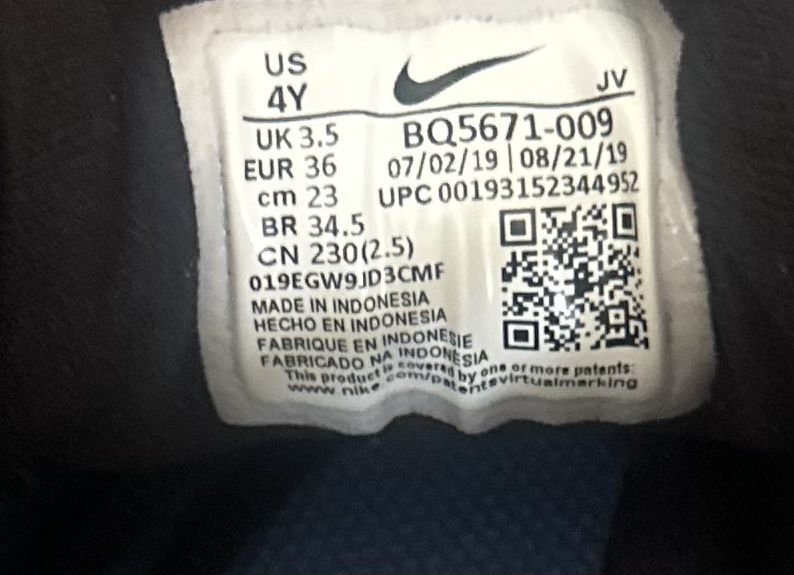 US
4Y
JV
UK 3.5
EUR 36
cm 23
BR 34.5
CN 230(2.5)
BQ5671-009
07/02/19 | 08/21/19
UPC 00193152344952
019EGW9JD3CMF
MADE IN INDONESIA
HECHO EN INDONESIA
FABRIQUE EN INDONESIE
FABRICADO NA INDONÉSIA
This product is covered by one or more patents:
www.nike.com/patentsvirtualmarking